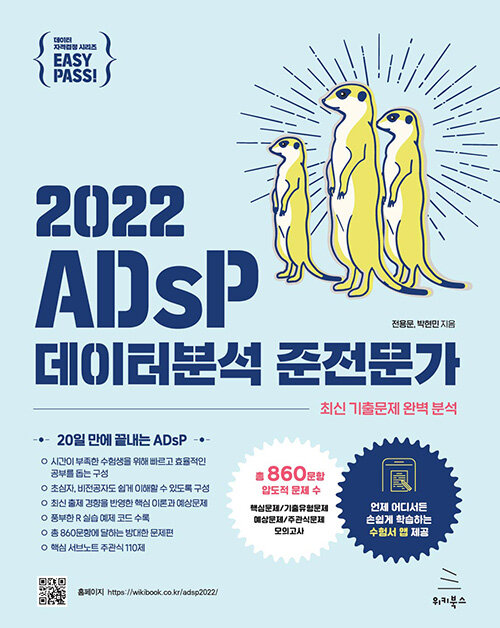 데이터
자격검정 시리즈
EASY
PASS!
2022
ADsP
전용문, 박현민 지음
데이터분석 준전문가
최신 기출문제 완벽 분석
20일 만에 끝내는 ADsP
시간이 부족한 수험생을 위해 빠르고 효율적인
공부를 돕는 구성
초심자, 비전공자도 쉽게 이해할 수 있도록 구성
최신 출제 경향을 반영한 핵심 이론과 예상문제
풍부한 R 실습 예제 코드 수록
총 860문항에 달하는 방대한 문제편
핵심 서브노트 주관식 110제
총 860문항
압도적 문제 수
핵심문제/기출유형문제
예상문제/주관식문제
모의고사
언제 어디서든
손쉽게 학습하는
수험서 앱 제공
홈페이지 https://wikibook.co.kr/adsp2022/
위키북스